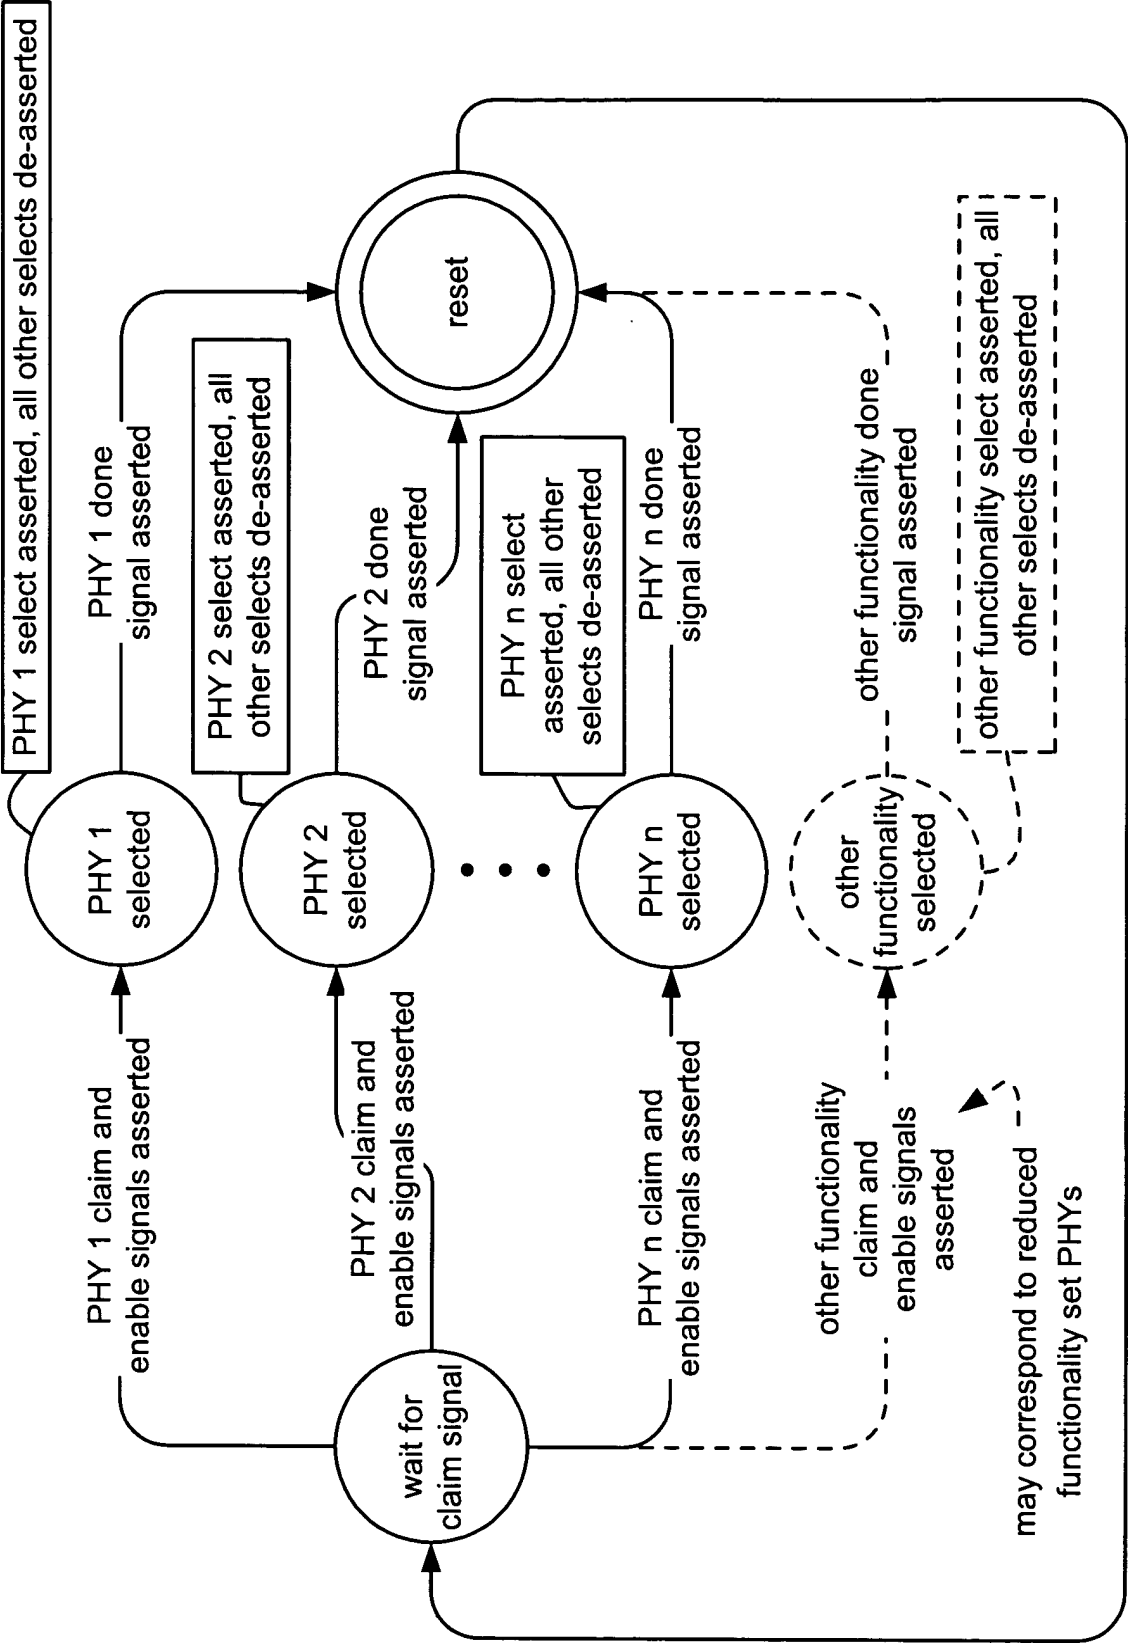 PHY 1 select asserted, all other selects de-asserted
PHY 1 claim and
enable signals asserted
PHY 1
selected
PHY 1 done
signal asserted
PHY 2 select asserted, all
other selects de-asserted
PHY 2 claim and
enable signals asserted
PHY 2
selected
PHY 2 done
signal asserted
wait for
claim signal
reset
PHY n select
asserted, all other
selects de-asserted
PHY n claim and
enable signals asserted
PHY n
selected
PHY n done
signal asserted
other functionality
claim and
enable signals
asserted
other
functionality
selected
other functionality done
signal asserted
other functionality select asserted, all
other selects de-asserted
may correspond to reduced
functionality set PHYs